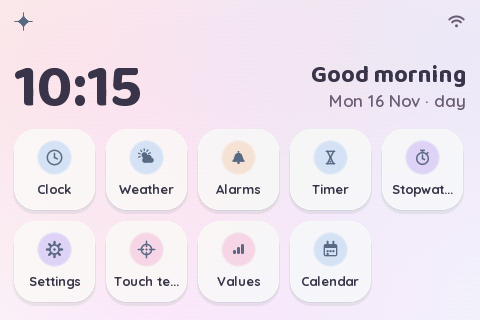 10:15
Good morning
Mon 16 Nov · day
Clock
Weather
Alarms
Timer
Stopwat...
Settings
Touch te...
Values
Calendar